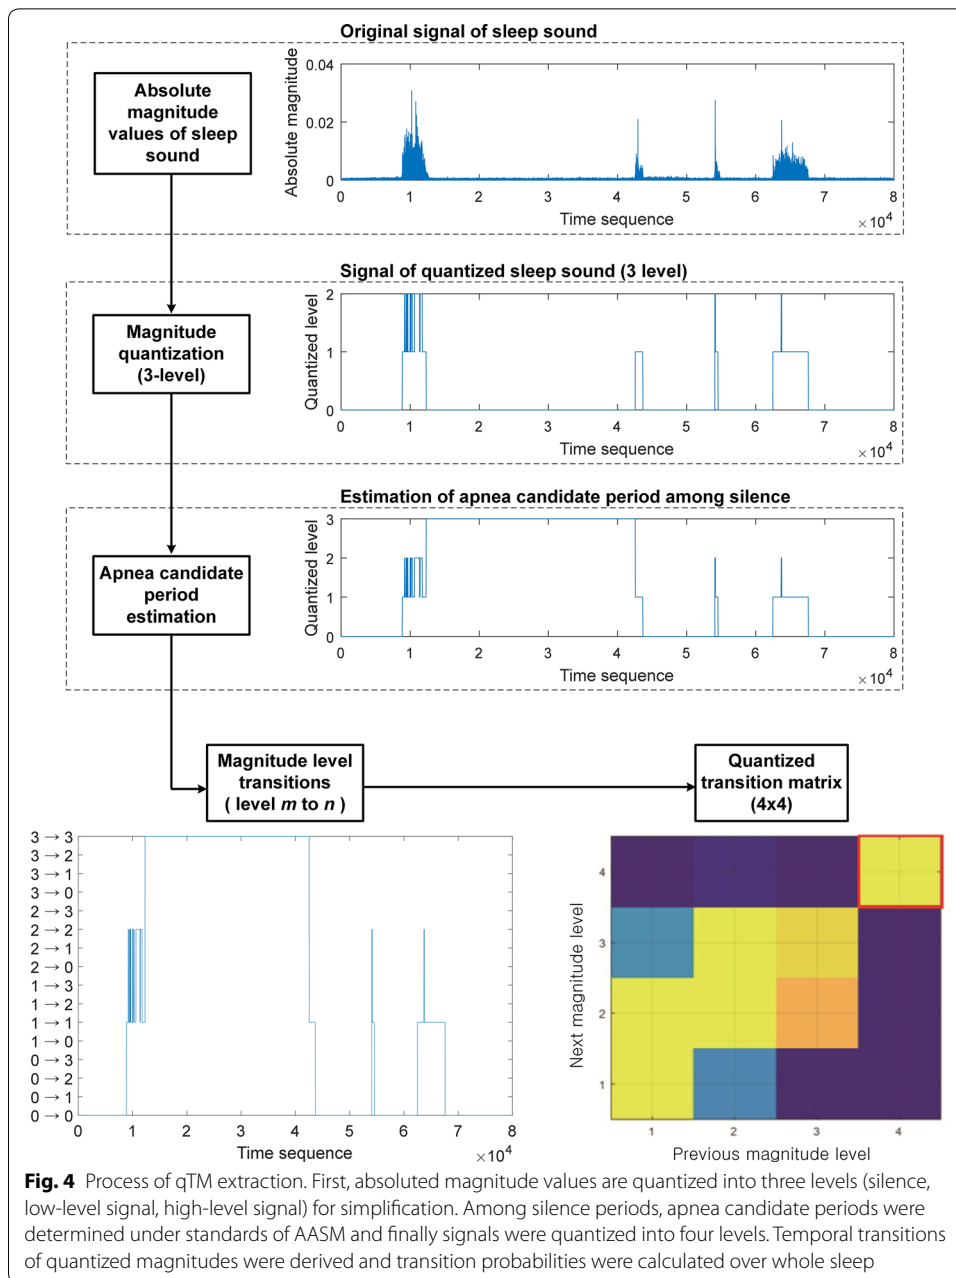 Original signal of sleep sound
Absolute
magnitude
values of sleep
sound
Absolute magnitude
0.04
0.02
0
0 1 2 3 4 5 6 7 8
Time sequence
×10^4
Signal of quantized sleep sound (3 level)
Magnitude
quantization
(3-level)
Quantized level
2
1
0
0 1 2 3 4 5 6 7 8
Time sequence
×10^4
Estimation of apnea candidate period among silence
Apnea candidate
period
estimation
Quantized level
3
2
1
0
0 1 2 3 4 5 6 7 8
Time sequence
×10^4
Magnitude level
transitions
( level m to n )
Quantized
transition matrix
(4x4)
3 → 3
3 → 2
3 → 1
3 → 0
2 → 3
2 → 2
2 → 1
2 → 0
1 → 3
1 → 2
1 → 1
1 → 0
0 → 3
0 → 2
0 → 1
0 → 0
0 1 2 3 4 5 6 7 80
Time sequence
×10^4
Next magnitude level
4
3
2
1
1 2 3 4
Previous magnitude level
Fig. 4 Process of qTM extraction. First, absoluted magnitude values are quantized into three levels (silence,
low-level signal, high-level signal) for simplification. Among silence periods, apnea candidate periods were
determined under standards of AASM and finally signals were quantized into four levels. Temporal transitions
of quantized magnitudes were derived and transition probabilities were calculated over whole sleep